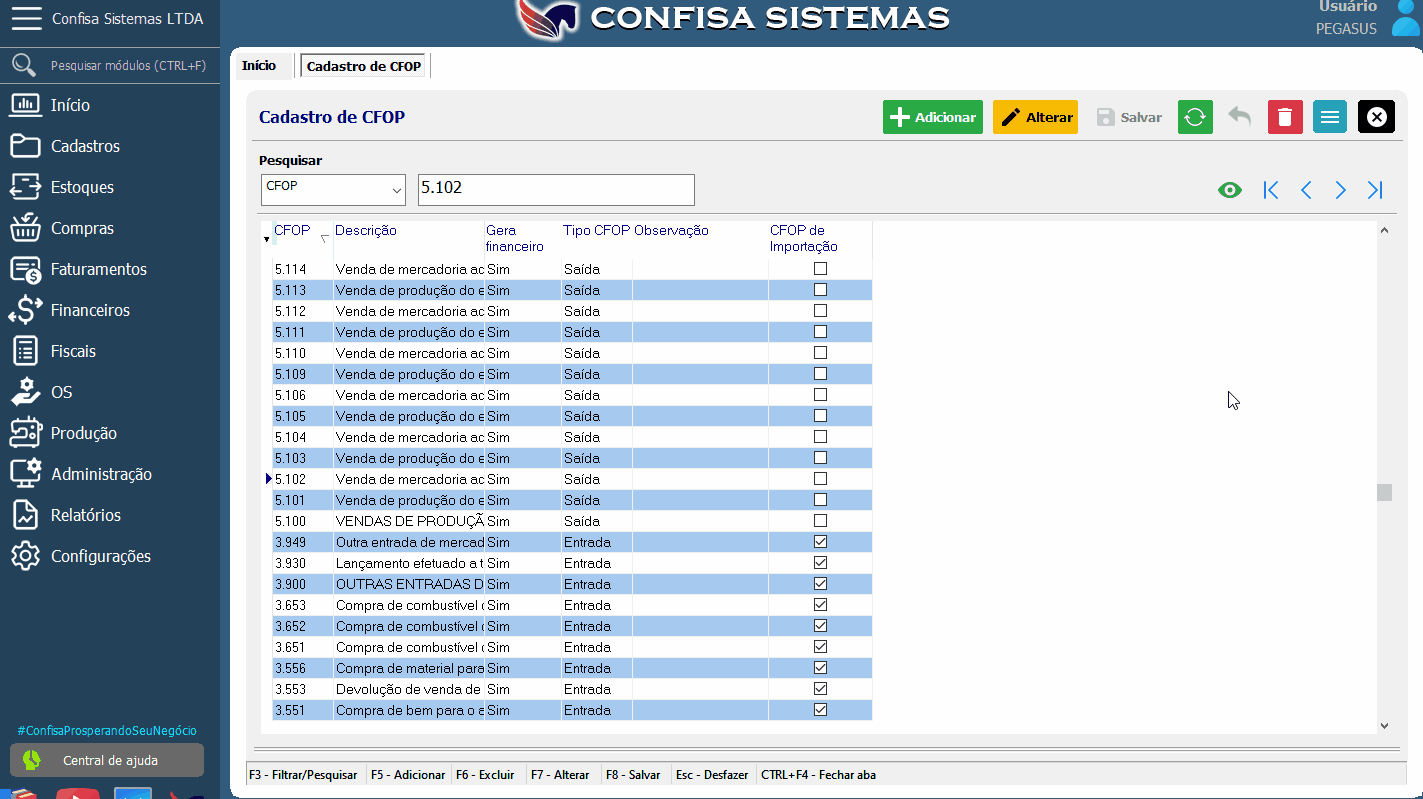 Confisa Sistemas LTDA
CONFISA SISTEMAS
Usuário
PEGASUS
Pesquisar módulos (CTRL+F)
Início
Cadastros
Estoques
Compras
Faturamentos
Financeiros
Fiscais
OS
Produção
Administração
Relatórios
Configurações
#ConfisaProsperandoSeuNegócio
Central de ajuda
Início Cadastro de CFOP
Cadastro de CFOP Adicionar Alterar Salvar
Pesquisar
CFOP 5.102
CFOP Descrição Gera financeiro Tipo CFOP Observação CFOP de Importação
5.114 Venda de mercadoria ad Sim Saída
5.113 Venda de produção do e Sim Saída
5.112 Venda de mercadoria ad Sim Saída
5.111 Venda de produção do e Sim Saída
5.110 Venda de mercadoria ad Sim Saída
5.109 Venda de produção do e Sim Saída
5.106 Venda de mercadoria ad Sim Saída
5.105 Venda de produção do e Sim Saída
5.104 Venda de mercadoria ad Sim Saída
5.103 Venda de produção do e Sim Saída
5.102 Venda de mercadoria ad Sim Saída
5.101 Venda de produção do e Sim Saída
5.100 VENDAS DE PRODUÇÃ Sim Saída
3.949 Outra entrada de mercad Sim Entrada
3.930 Lançamento efetuado a t Sim Entrada
3.900 OUTRAS ENTRADAS D Sim Entrada
3.653 Compra de combustível Sim Entrada
3.652 Compra de combustível Sim Entrada
3.651 Compra de combustível Sim Entrada
3.556 Compra de material para Sim Entrada
3.553 Devolução de venda de Sim Entrada
3.551 Compra de bem para o a Sim Entrada
F3 - Filtrar/Pesquisar F5 - Adicionar F6 - Excluir F7 - Alterar F8 - Salvar Esc - Desfazer CTRL+F4 - Fechar aba